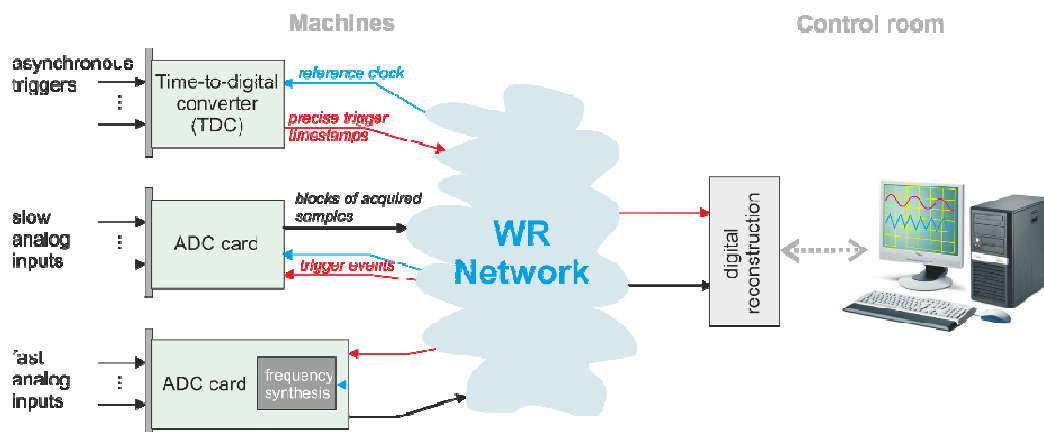 Machines
Control room
asynchronous
triggers
Time-to-digital
converter
(TDC)
reference clock
precise trigger
timestamps
slow
analog
inputs
ADC card
blocks of acquired
samples
trigger events
WR
Network
digital
reconstruction
fast
analog
inputs
ADC card
frequency
synthesis